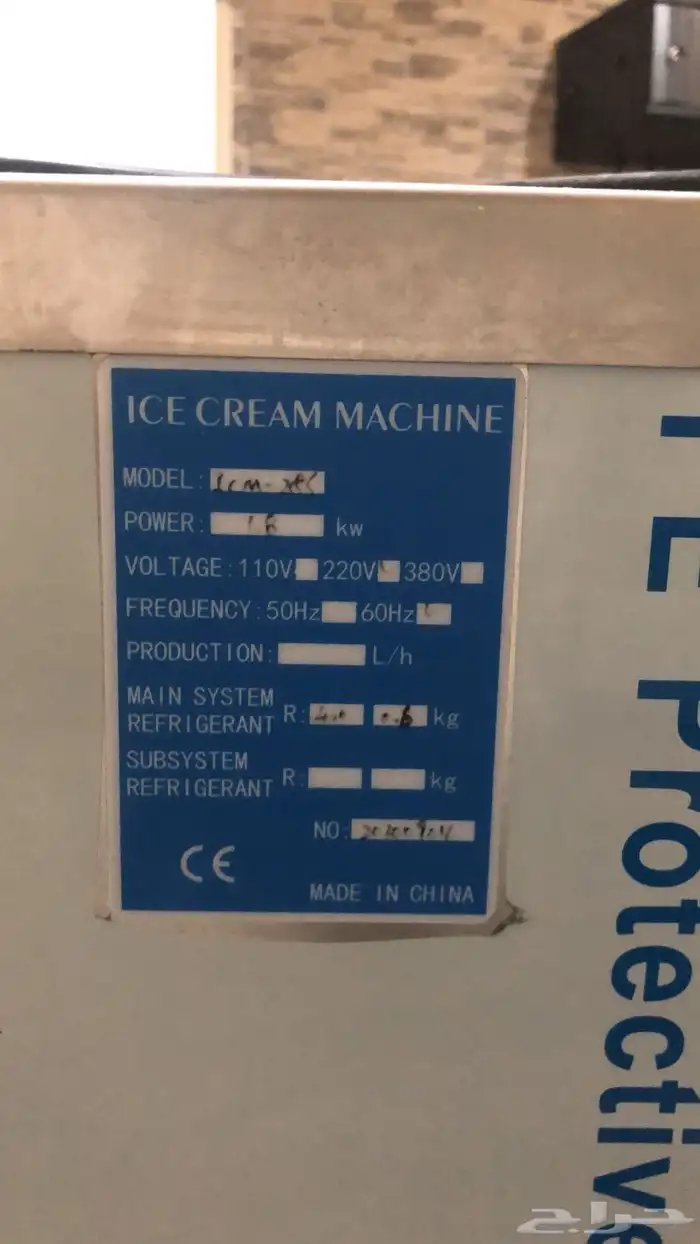 ICE CREAM MACHINE
MODEL:
POWER: kw
VOLTAGE: 110V 220V 380V
FREQUENCY: 50Hz 60Hz
PRODUCTION: L/h
MAIN SYSTEM
REFRIGERANT R: kg
SUBSYSTEM
REFRIGERANT R: kg
NO:
CE
MADE IN CHINA
E Protective
حراج